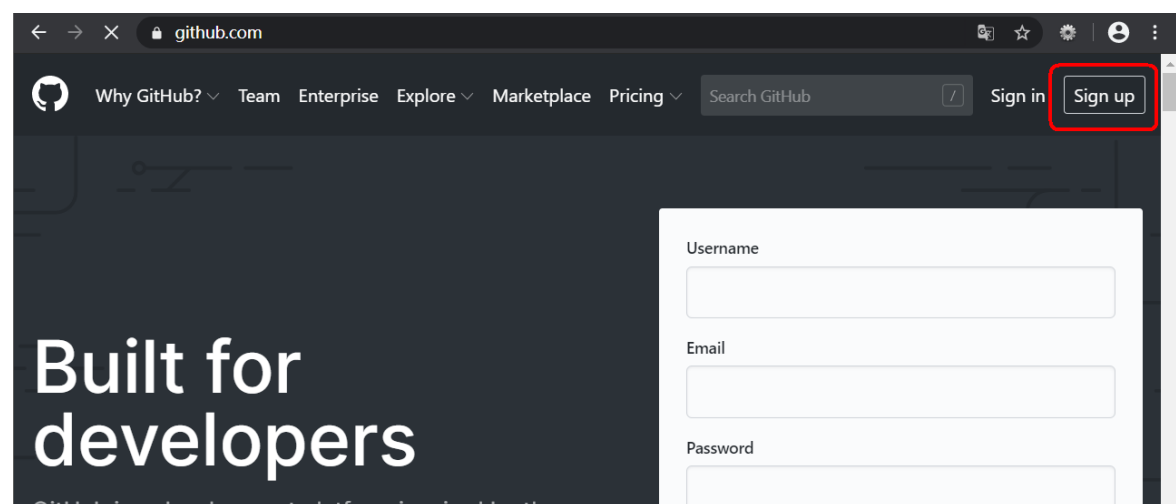 github.com
Why GitHub? Team Enterprise Explore Marketplace Pricing Search GitHub / Sign in Sign up
Username
Email
Built for
developers
Password